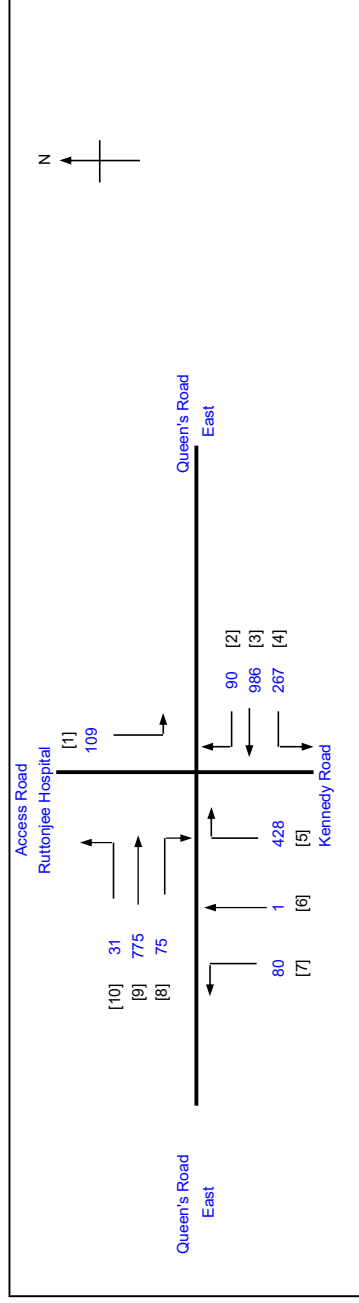 N
Access Road
Ruttonjee Hospital
[1]
109
[10] 31
[9] 775
[8] 75
Queen's Road
East
Queen's Road
East
90 [2]
986 [3]
267 [4]
80 1 428
[7] [6] [5]
Kennedy Road